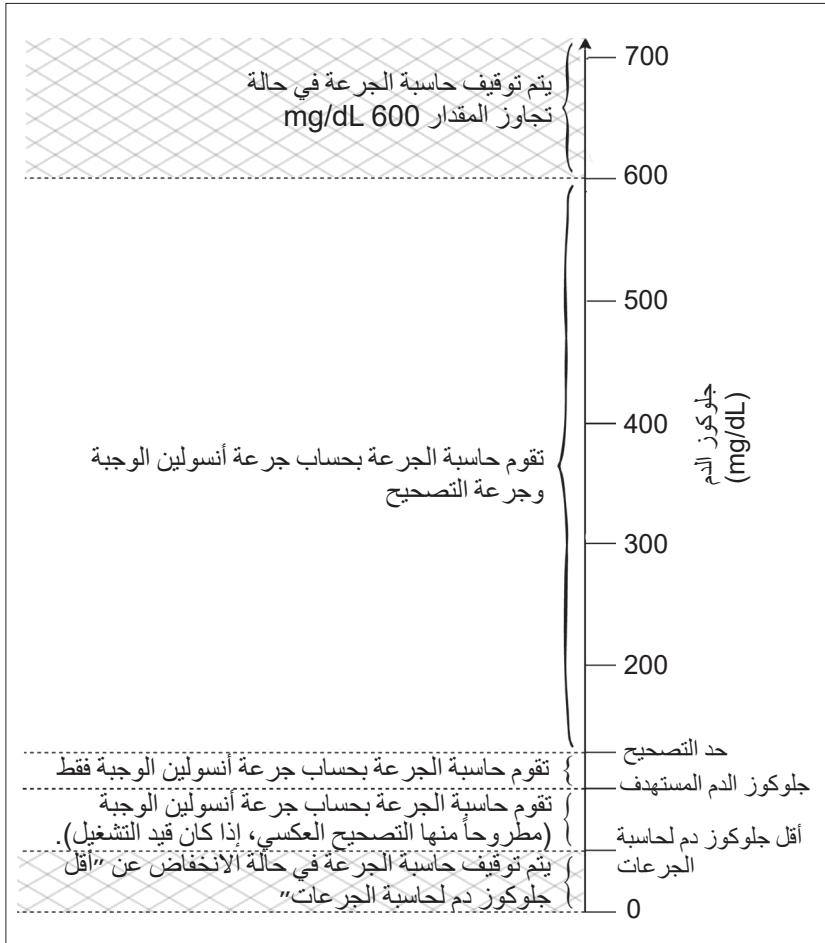 700
يتم توقيف حاسبة الجرعة في حالة
تجاوز المقدار 600 mg/dL
600
500
جلوكوز الدم
(mg/dL)
400
تقوم حاسبة الجرعة بحساب جرعة أنسولين الوجبة
وجرعة التصحيح
300
200
حد التصحيح
تقوم حاسبة الجرعة بحساب جرعة أنسولين الوجبة فقط
جلوكوز الدم المستهدف
تقوم حاسبة الجرعة بحساب جرعة أنسولين الوجبة
(مطروحاً منها التصحيح العكسي، إذا كان قيد التشغيل).
أقل جلوكوز دم لحاسبة
الجرعات
يتم توقيف حاسبة الجرعة في حالة الانخفاض عن "أقل
جلوكوز دم لحاسبة الجرعات"
0